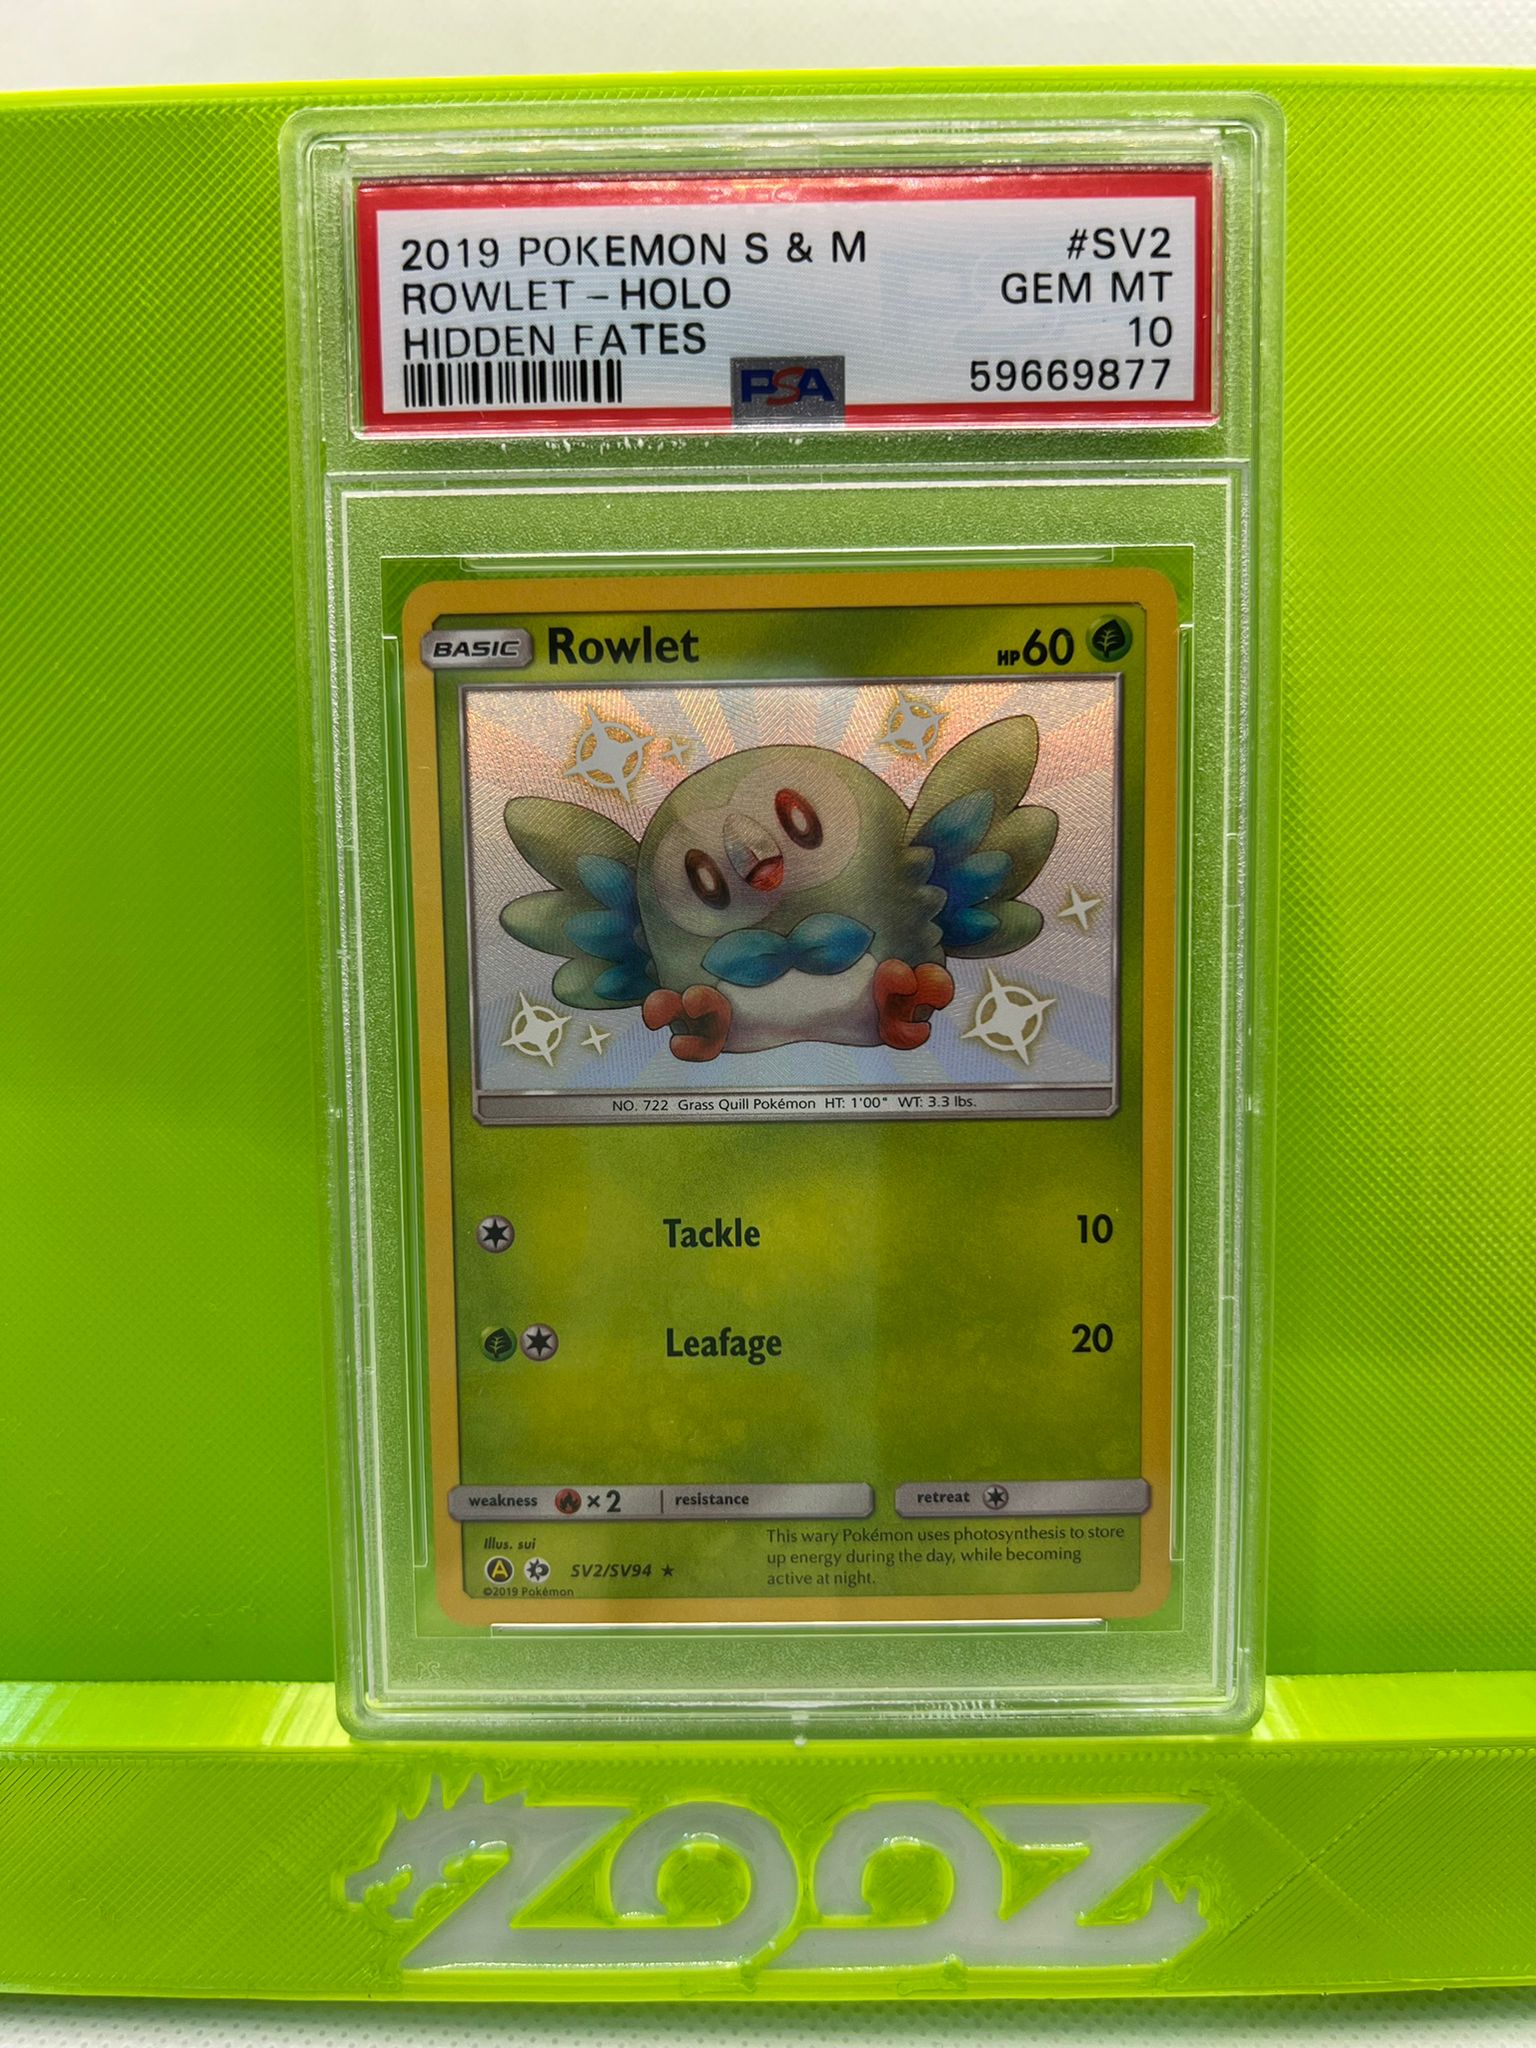 2019 POKEMON S & M #SV2
ROWLET - HOLO GEM MT
HIDDEN FATES 10
PSA 59669877
BASIC Rowlet HP60
NO. 722 Grass Quill Pokémon HT: 1'00" WT: 3.3 lbs.
Tackle 10
Leafage 20
weakness ×2 resistance retreat
Illus. sui
This wary Pokémon uses photosynthesis to store
up energy during the day, while becoming
active at night.
A SV2/SV94 ★
©2019 Pokémon
ZOOZ